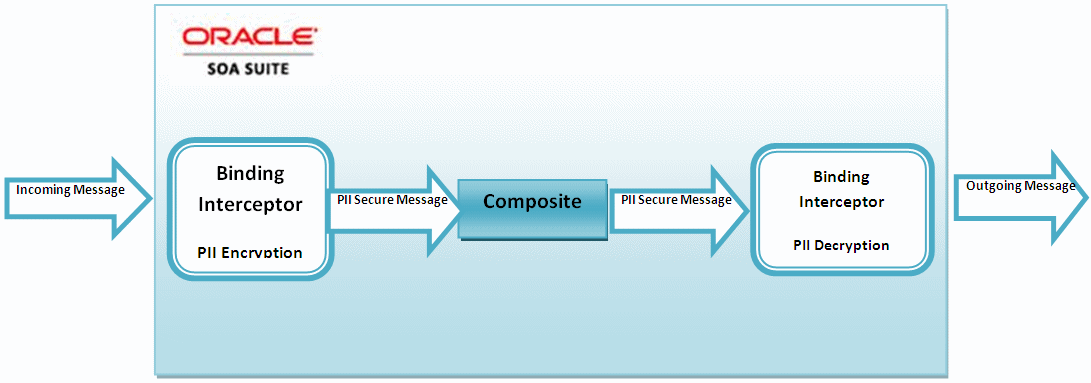 ORACLE
SOA SUITE
Incoming Message
Binding
Interceptor
PII Encryption
PII Secure Message
Composite
PII Secure Message
Binding
Interceptor
PII Decryption
Outgoing Message